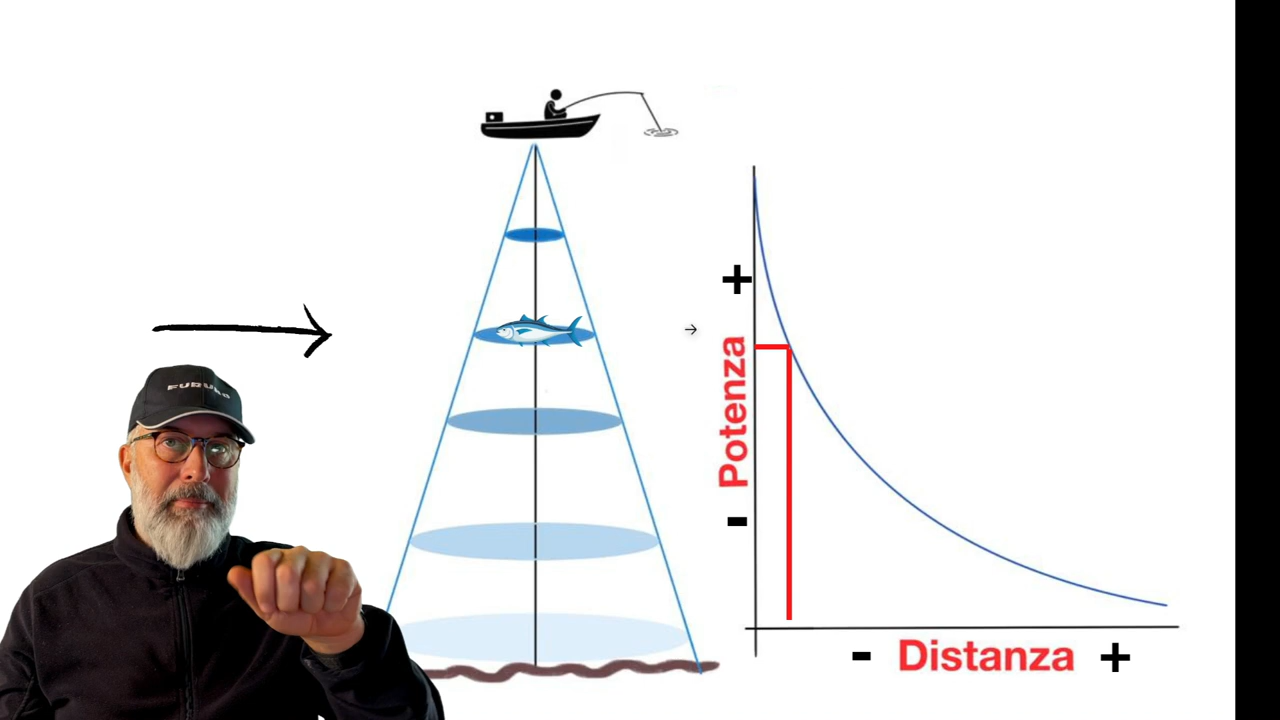 FURUNO
+
Potenza
-
- Distanza +